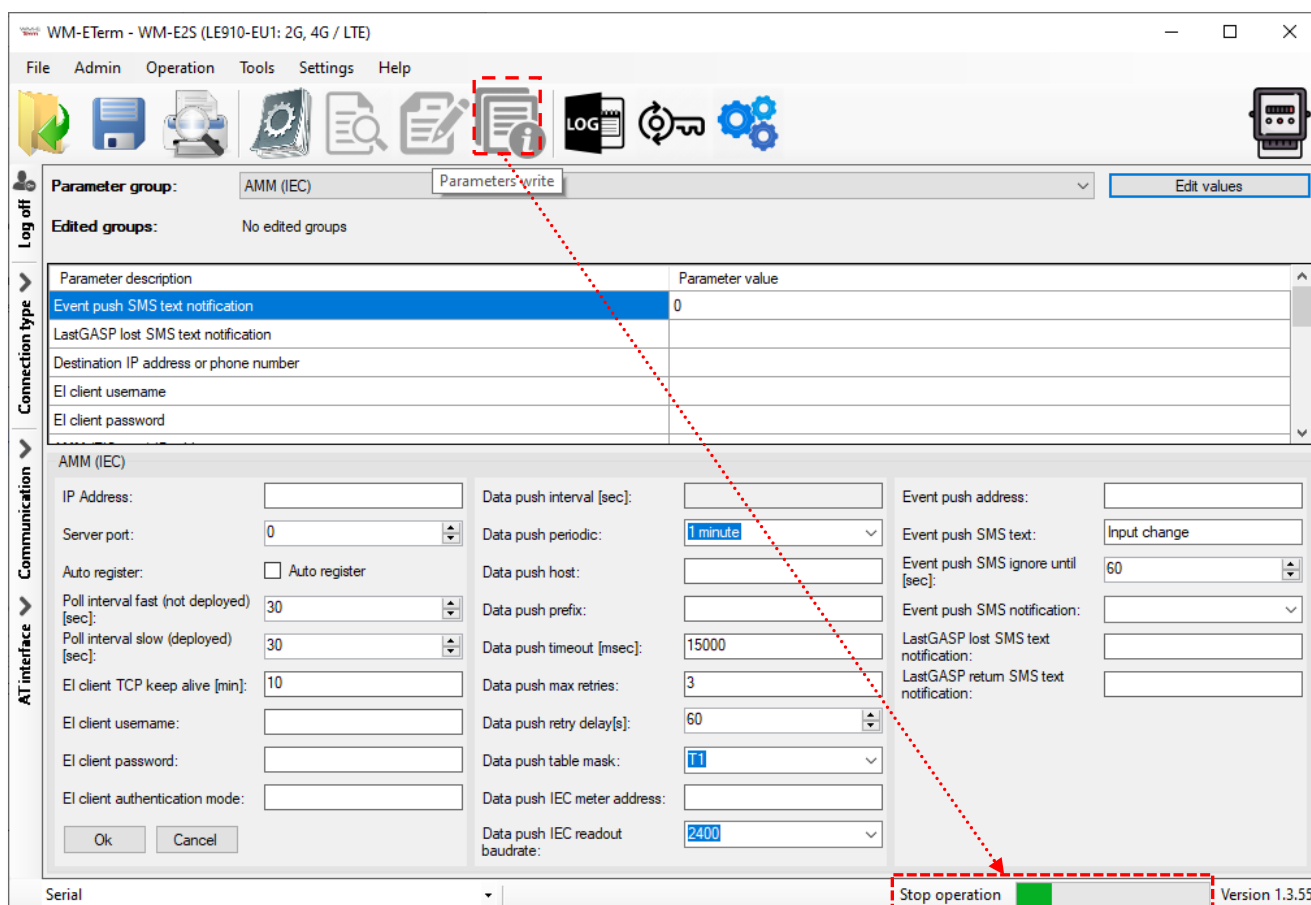 WM-ETerm - WM-E2S (LE910-EU1: 2G, 4G / LTE)
File Admin Operation Tools Settings Help
LOG
Log off
Connection type
Communication
AT interface
Parameter group: AMM (IEC) Edit values
Parameters write
Edited groups: No edited groups
Parameter description Parameter value
Event push SMS text notification 0
LastGASP lost SMS text notification
Destination IP address or phone number
EI client username
EI client password
AMM (IEC)
IP Address:
Server port: 0
Auto register: Auto register
Poll interval fast (not deployed)
[sec]: 30
Poll interval slow (deployed)
[sec]: 30
EI client TCP keep alive [min]: 10
EI client username:
EI client password:
EI client authentication mode:
Ok Cancel
Data push interval [sec]:
Data push periodic: 1 minute
Data push host:
Data push prefix:
Data push timeout [msec]: 15000
Data push max retries: 3
Data push retry delay[s]: 60
Data push table mask: T1
Data push IEC meter address:
Data push IEC readout
baudrate: 2400
Event push address:
Event push SMS text: Input change
Event push SMS ignore until
[sec]: 60
Event push SMS notification:
LastGASP lost SMS text
notification:
LastGASP return SMS text
notification:
Serial Stop operation Version 1.3.55